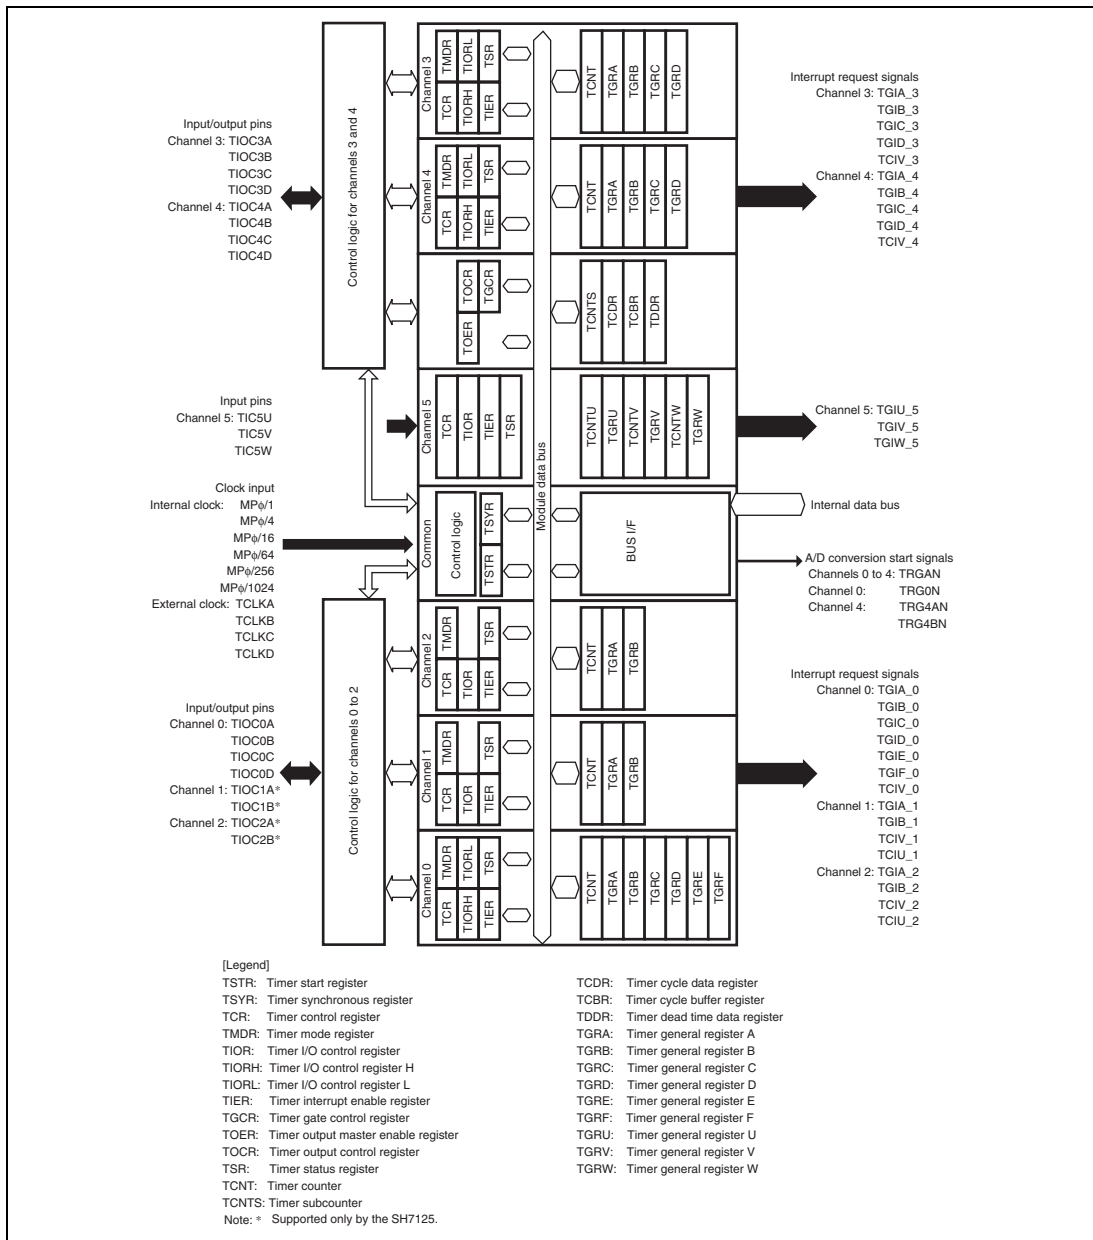 Input/output pins
Channel 3: TIOC3A
TIOC3B
TIOC3C
TIOC3D
Channel 4: TIOC4A
TIOC4B
TIOC4C
TIOC4D
Input pins
Channel 5: TIC5U
TIC5V
TIC5W
Clock input
Internal clock: MPφ/1
MPφ/4
MPφ/16
MPφ/64
MPφ/256
MPφ/1024
External clock: TCLKA
TCLKB
TCLKC
TCLKD
Input/output pins
Channel 0: TIOC0A
TIOC0B
TIOC0C
TIOC0D
Channel 1: TIOC1A*
TIOC1B*
Channel 2: TIOC2A*
TIOC2B*
Control logic for channels 3 and 4
Control logic for channels 0 to 2
Channel 3
TCR
TMDR
TIORH
TIORL
TIER
TSR
TCNT
TGRA
TGRB
TGRC
TGRD
Channel 4
TCR
TMDR
TIORH
TIORL
TIER
TSR
TCNT
TGRA
TGRB
TGRC
TGRD
TOER
TOCR
TGCR
TCNTS
TCDR
TCBR
TDDR
Channel 5
TCR
TIOR
TIER
TSR
TCNTU
TGRU
TCNTV
TGRV
TCNTW
TGRW
Module data bus
Common
Control logic
TSTR
TSYR
BUS I/F
Channel 2
TCR
TMDR
TIOR
TIER
TSR
TCNT
TGRA
TGRB
Channel 1
TCR
TMDR
TIOR
TIER
TSR
TCNT
TGRA
TGRB
Channel 0
TCR
TMDR
TIORH
TIORL
TIER
TSR
TCNT
TGRA
TGRB
TGRC
TGRD
TGRE
TGRF
Interrupt request signals
Channel 3: TGIA_3
TGIB_3
TGIC_3
TGID_3
TCIV_3
Channel 4: TGIA_4
TGIB_4
TGIC_4
TGID_4
TCIV_4
Channel 5: TGIU_5
TGIV_5
TGIW_5
Internal data bus
A/D conversion start signals
Channels 0 to 4: TRGAN
Channel 0: TRG0N
Channel 4: TRG4AN
TRG4BN
Interrupt request signals
Channel 0: TGIA_0
TGIB_0
TGIC_0
TGID_0
TGIE_0
TGIF_0
TCIV_0
Channel 1: TGIA_1
TGIB_1
TCIV_1
TCIU_1
Channel 2: TGIA_2
TGIB_2
TCIV_2
TCIU_2
[Legend]
TSTR: Timer start register
TSYR: Timer synchronous register
TCR: Timer control register
TMDR: Timer mode register
TIOR: Timer I/O control register
TIORH: Timer I/O control register H
TIORL: Timer I/O control register L
TIER: Timer interrupt enable register
TGCR: Timer gate control register
TOER: Timer output master enable register
TOCR: Timer output control register
TSR: Timer status register
TCNT: Timer counter
TCNTS: Timer subcounter
Note: * Supported only by the SH7125.
TCDR: Timer cycle data register
TCBR: Timer cycle buffer register
TDDR: Timer dead time data register
TGRA: Timer general register A
TGRB: Timer general register B
TGRC: Timer general register C
TGRD: Timer general register D
TGRE: Timer general register E
TGRF: Timer general register F
TGRU: Timer general register U
TGRV: Timer general register V
TGRW: Timer general register W